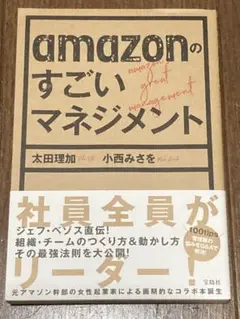 amazonの
すごい
amazon
great
management
マネジメント
太田理加
小西みさを
社員全員が
リーダー!
ジェフ・ベゾス直伝!
組織・チームのつくり方&動かし方
その最強法則を大公開!
100tips
元アマゾン幹部の女性起業家による画期的なコラボ本誕生
宝島社